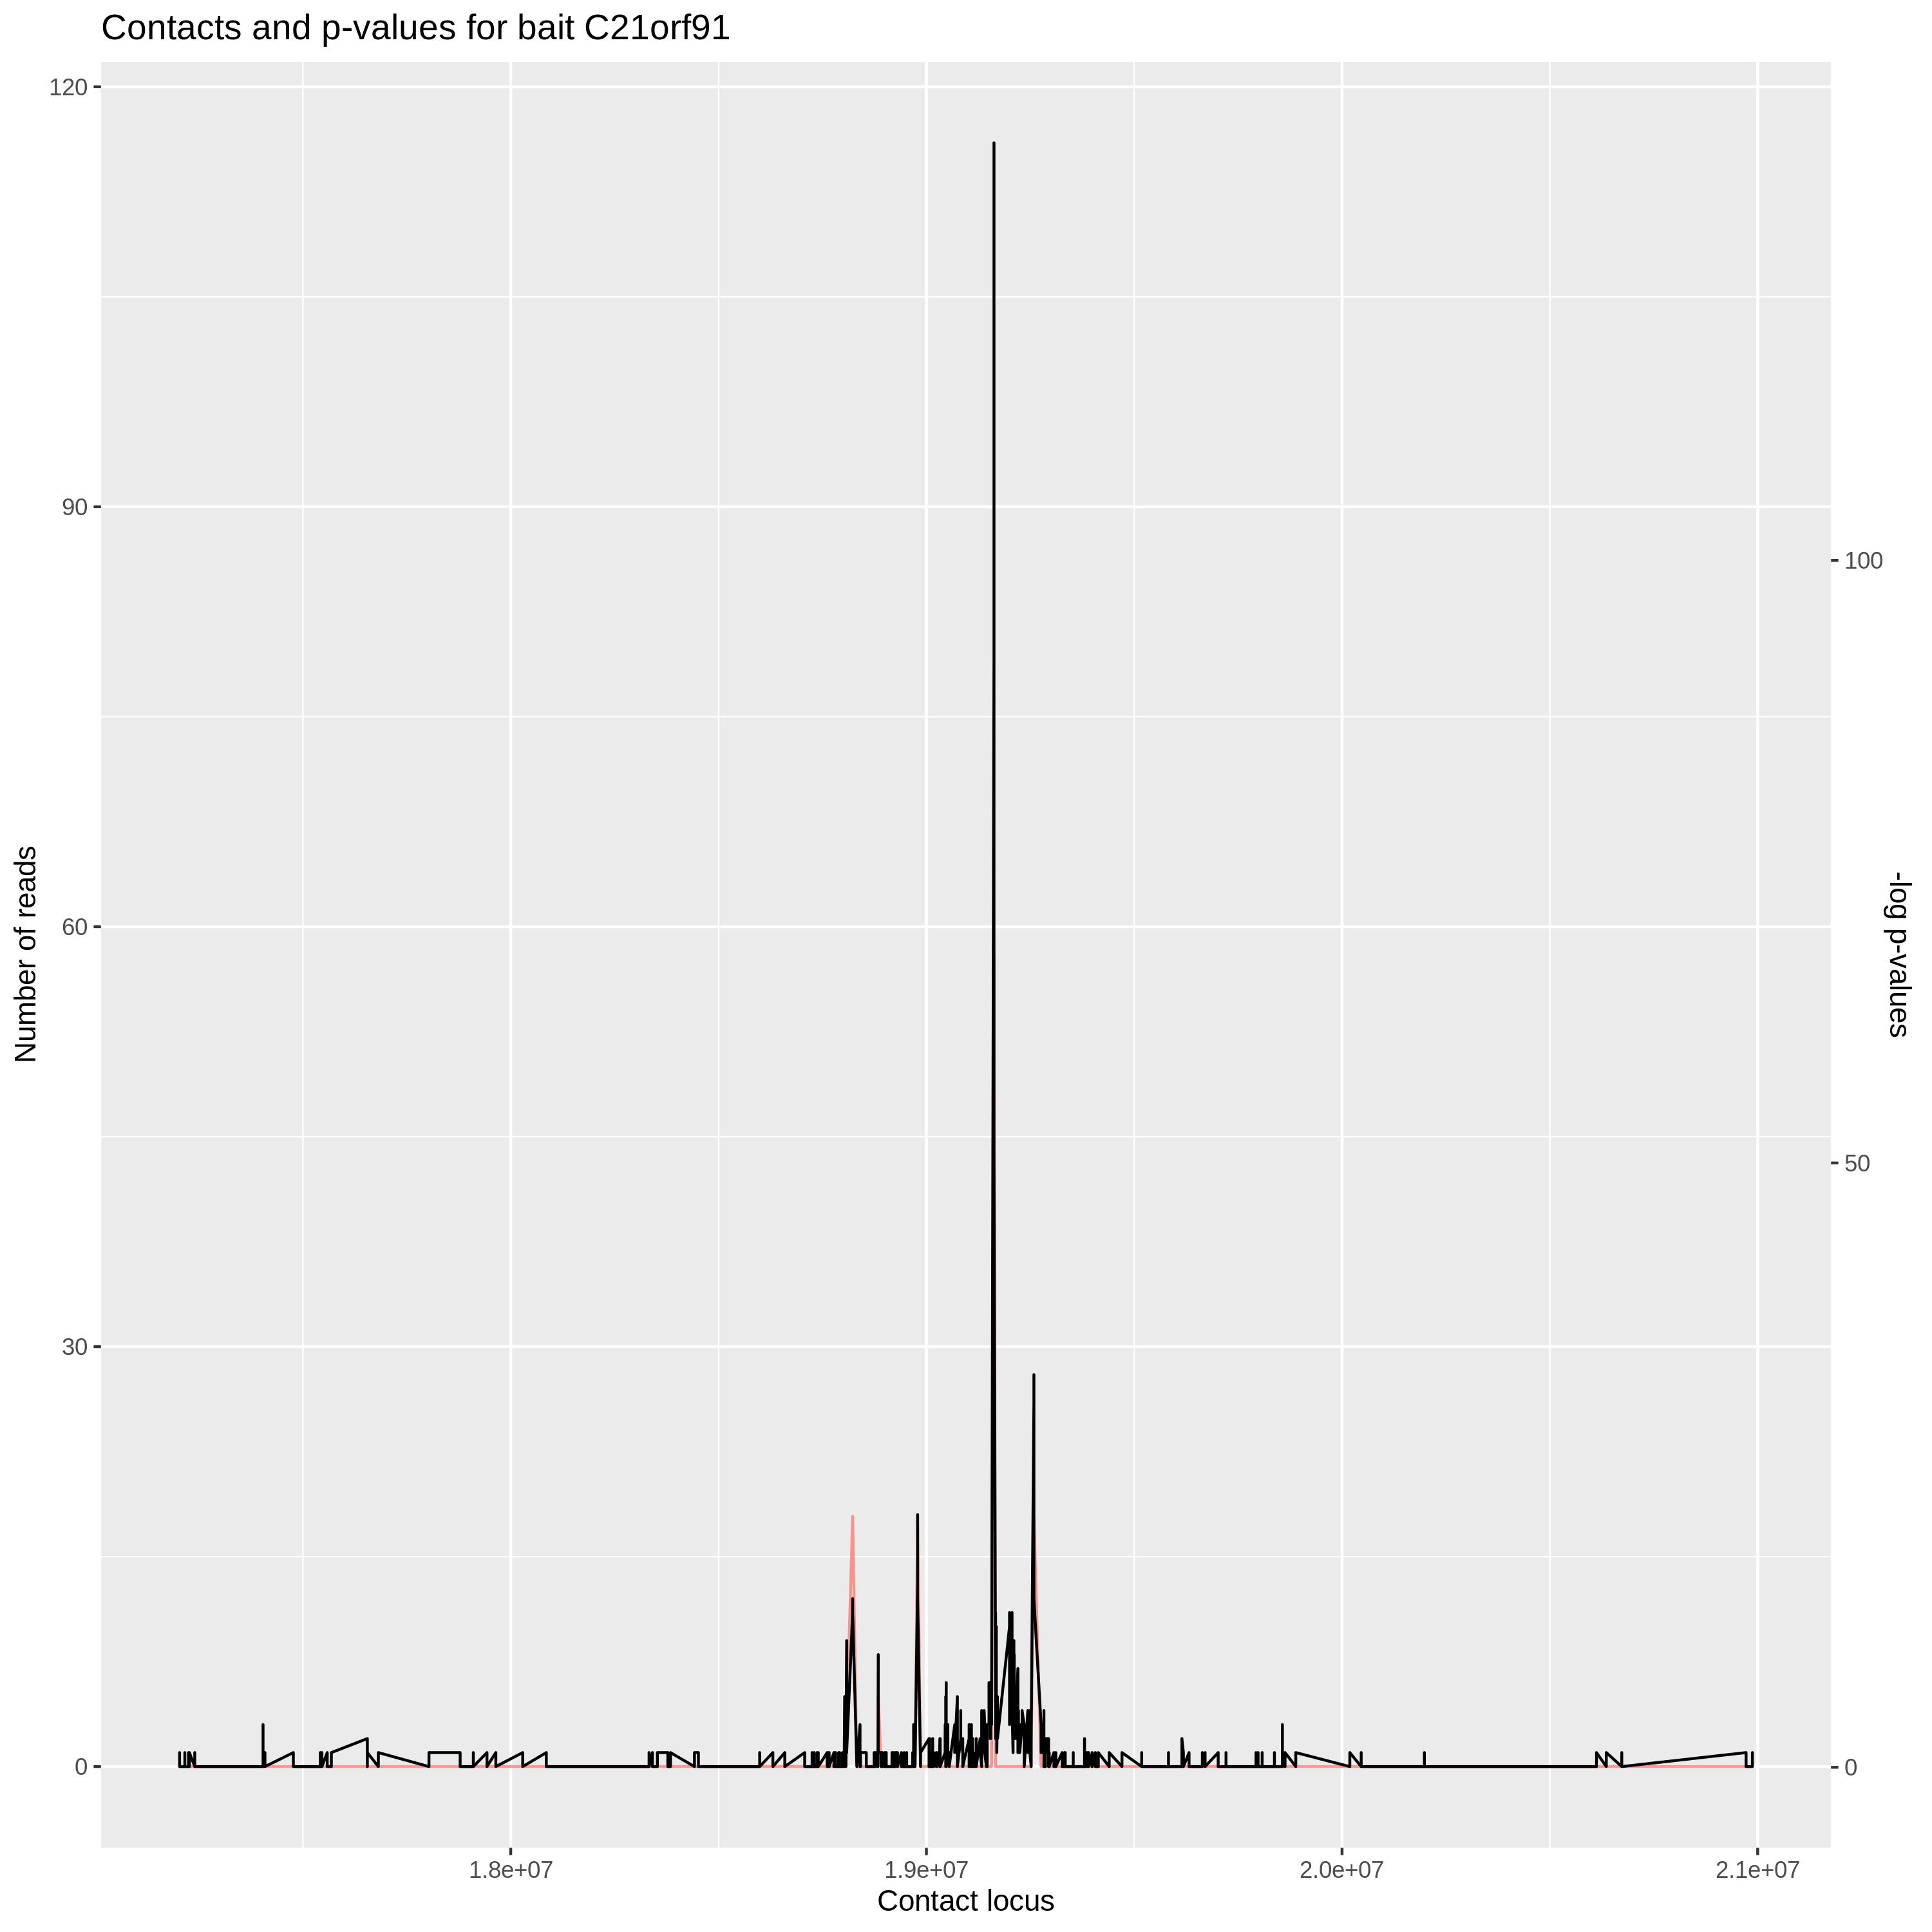 Contacts and p-values for bait C21orf91
120
90
60
30
0
Number of reads
100
50
0
-log p-values
1.8e+07
1.9e+07
2.0e+07
2.1e+07
Contact locus